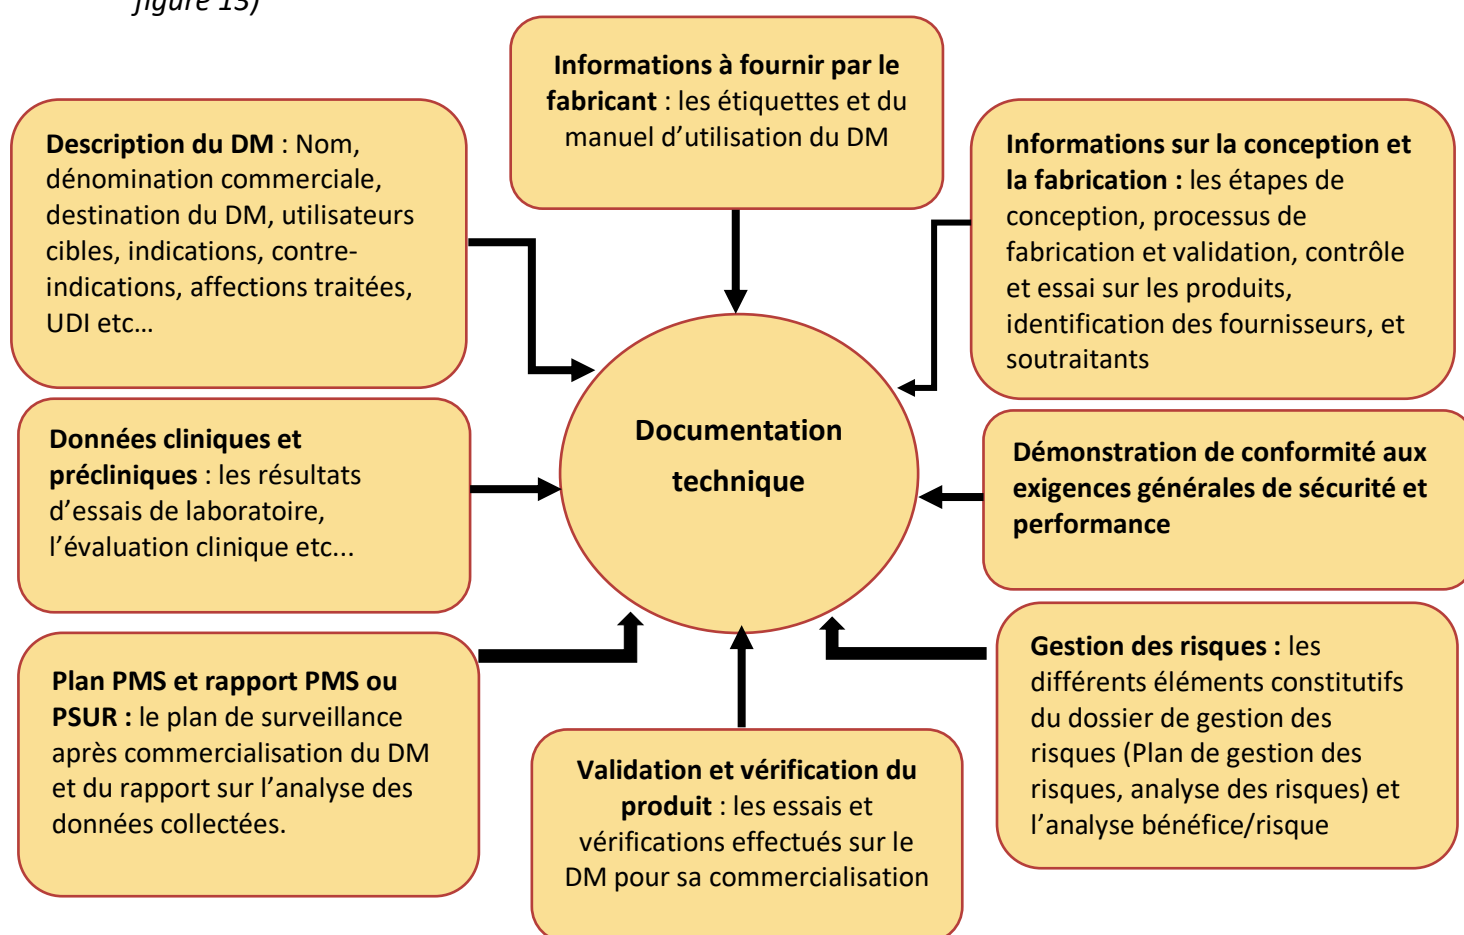 figure 13)
Informations à fournir par le
fabricant : les étiquettes et du
manuel d’utilisation du DM
Description du DM : Nom,
dénomination commerciale,
destination du DM, utilisateurs
cibles, indications, contre-
indications, affections traitées,
UDI etc…
Informations sur la conception et
la fabrication : les étapes de
conception, processus de
fabrication et validation, contrôle
et essai sur les produits,
identification des fournisseurs, et
soutraitants
Documentation
technique
Données cliniques et
précliniques : les résultats
d’essais de laboratoire,
l’évaluation clinique etc...
Démonstration de conformité aux
exigences générales de sécurité et
performance
Plan PMS et rapport PMS ou
PSUR : le plan de surveillance
après commercialisation du DM
et du rapport sur l’analyse des
données collectées.
Validation et vérification du
produit : les essais et
vérifications effectués sur le
DM pour sa commercialisation
Gestion des risques : les
différents éléments constitutifs
du dossier de gestion des
risques (Plan de gestion des
risques, analyse des risques) et
l’analyse bénéfice/risque